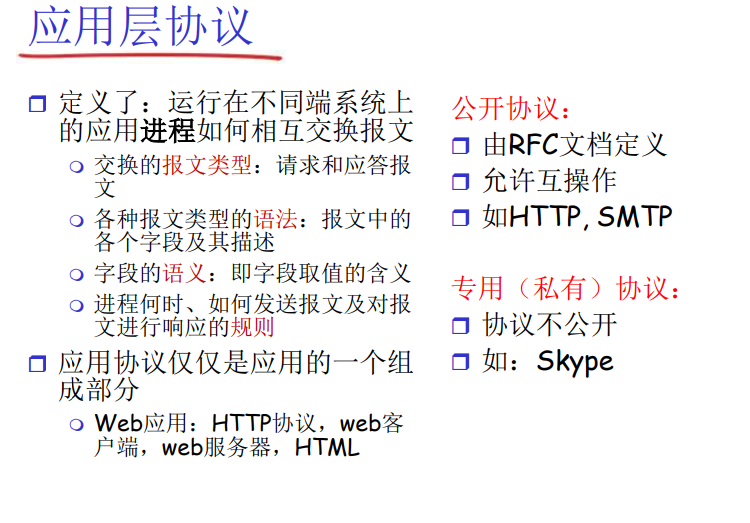 应用层协议
定义了：运行在不同端系统上
的应用进程如何相互交换报文
交换的报文类型：请求和应答报
文
各种报文类型的语法：报文中的
各个字段及其描述
字段的语义：即字段取值的含义
进程何时、如何发送报文及对报
文进行响应的规则
应用协议仅仅是应用的一个组
成部分
Web应用：HTTP协议，web客
户端，web服务器，HTML
公开协议：
由RFC文档定义
允许互操作
如HTTP, SMTP
专用（私有）协议：
协议不公开
如：Skype